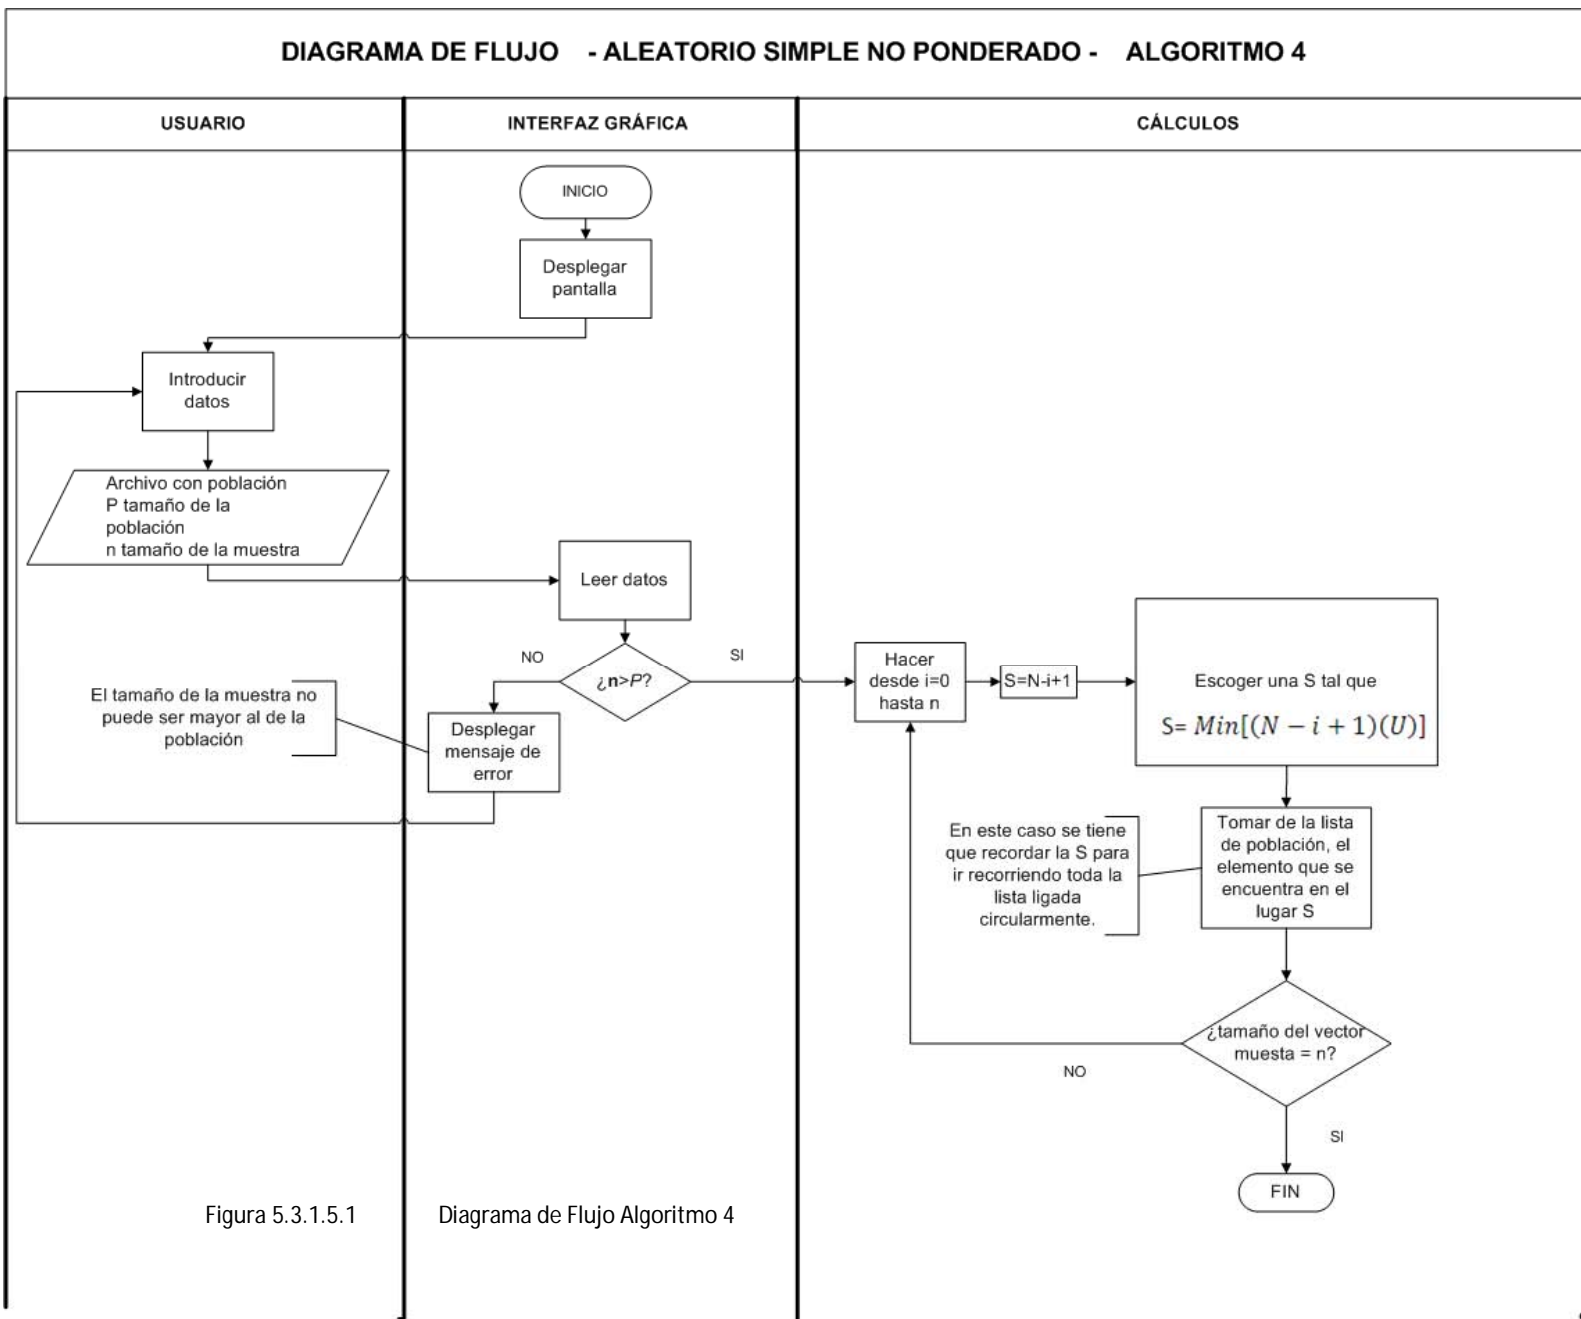 DIAGRAMA DE FLUJO - ALEATORIO SIMPLE NO PONDERADO - ALGORITMO 4
USUARIO
INTERFAZ GRÁFICA
CÁLCULOS
INICIO
Desplegar
pantalla
Introducir
datos
Archivo con población
P tamaño de la
población
n tamaño de la muestra
Leer datos
¿n>P?
NO
SI
El tamaño de la muestra no
puede ser mayor al de la
población
Desplegar
mensaje de
error
Hacer
desde i=0
hasta n
S=N-i+1
Escoger una S tal que
S= Min[(N − i + 1)(U)]
Tomar de la lista
de población, el
elemento que se
encuentra en el
lugar S
En este caso se tiene
que recordar la S para
ir recorriendo toda la
lista ligada
circularmente.
¿tamaño del vector
muesta = n?
NO
SI
FIN
Figura 5.3.1.5.1 Diagrama de Flujo Algoritmo 4